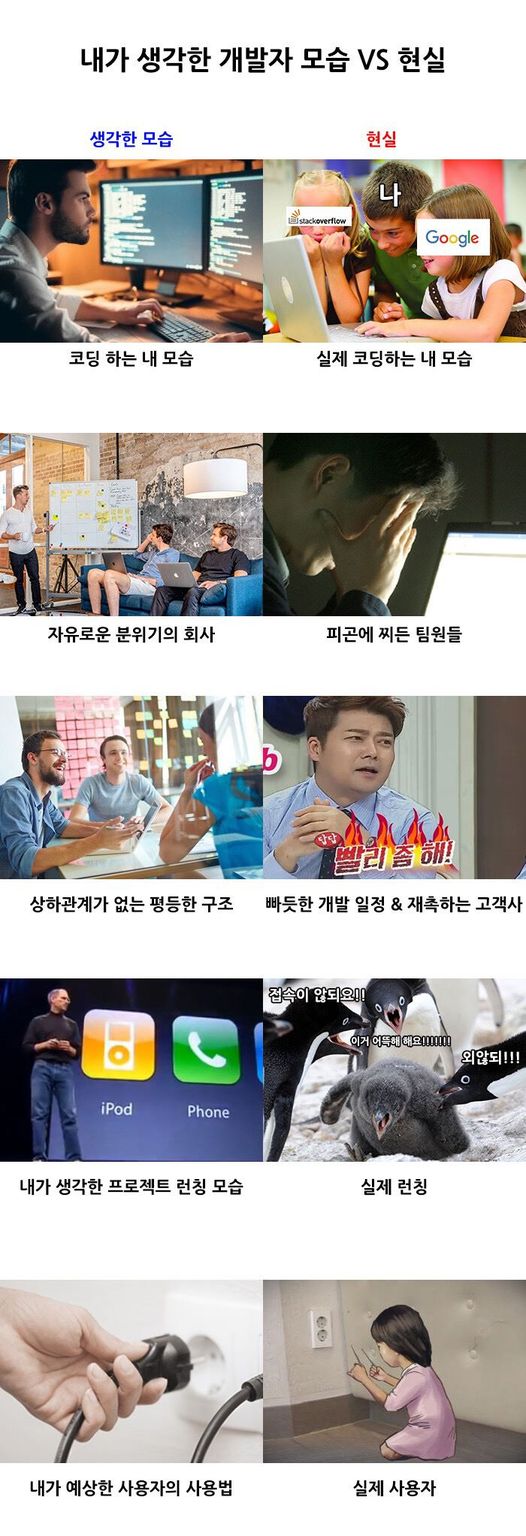 내가 생각한 개발자 모습 VS 현실
생각한 모습
현실
stackoverflow
나
Google
코딩 하는 내 모습
실제 코딩하는 내 모습
자유로운 분위기의 회사
피곤에 찌든 팀원들
b
답답
빨리 좀 해!
상하관계가 없는 평등한 구조
빠듯한 개발 일정 & 재촉하는 고객사
iPod
Phone
접속이 않되요!!
이거 어뜩해 해요!!!!!!!
외않되!!!
내가 생각한 프로젝트 런칭 모습
실제 런칭
내가 예상한 사용자의 사용법
실제 사용자